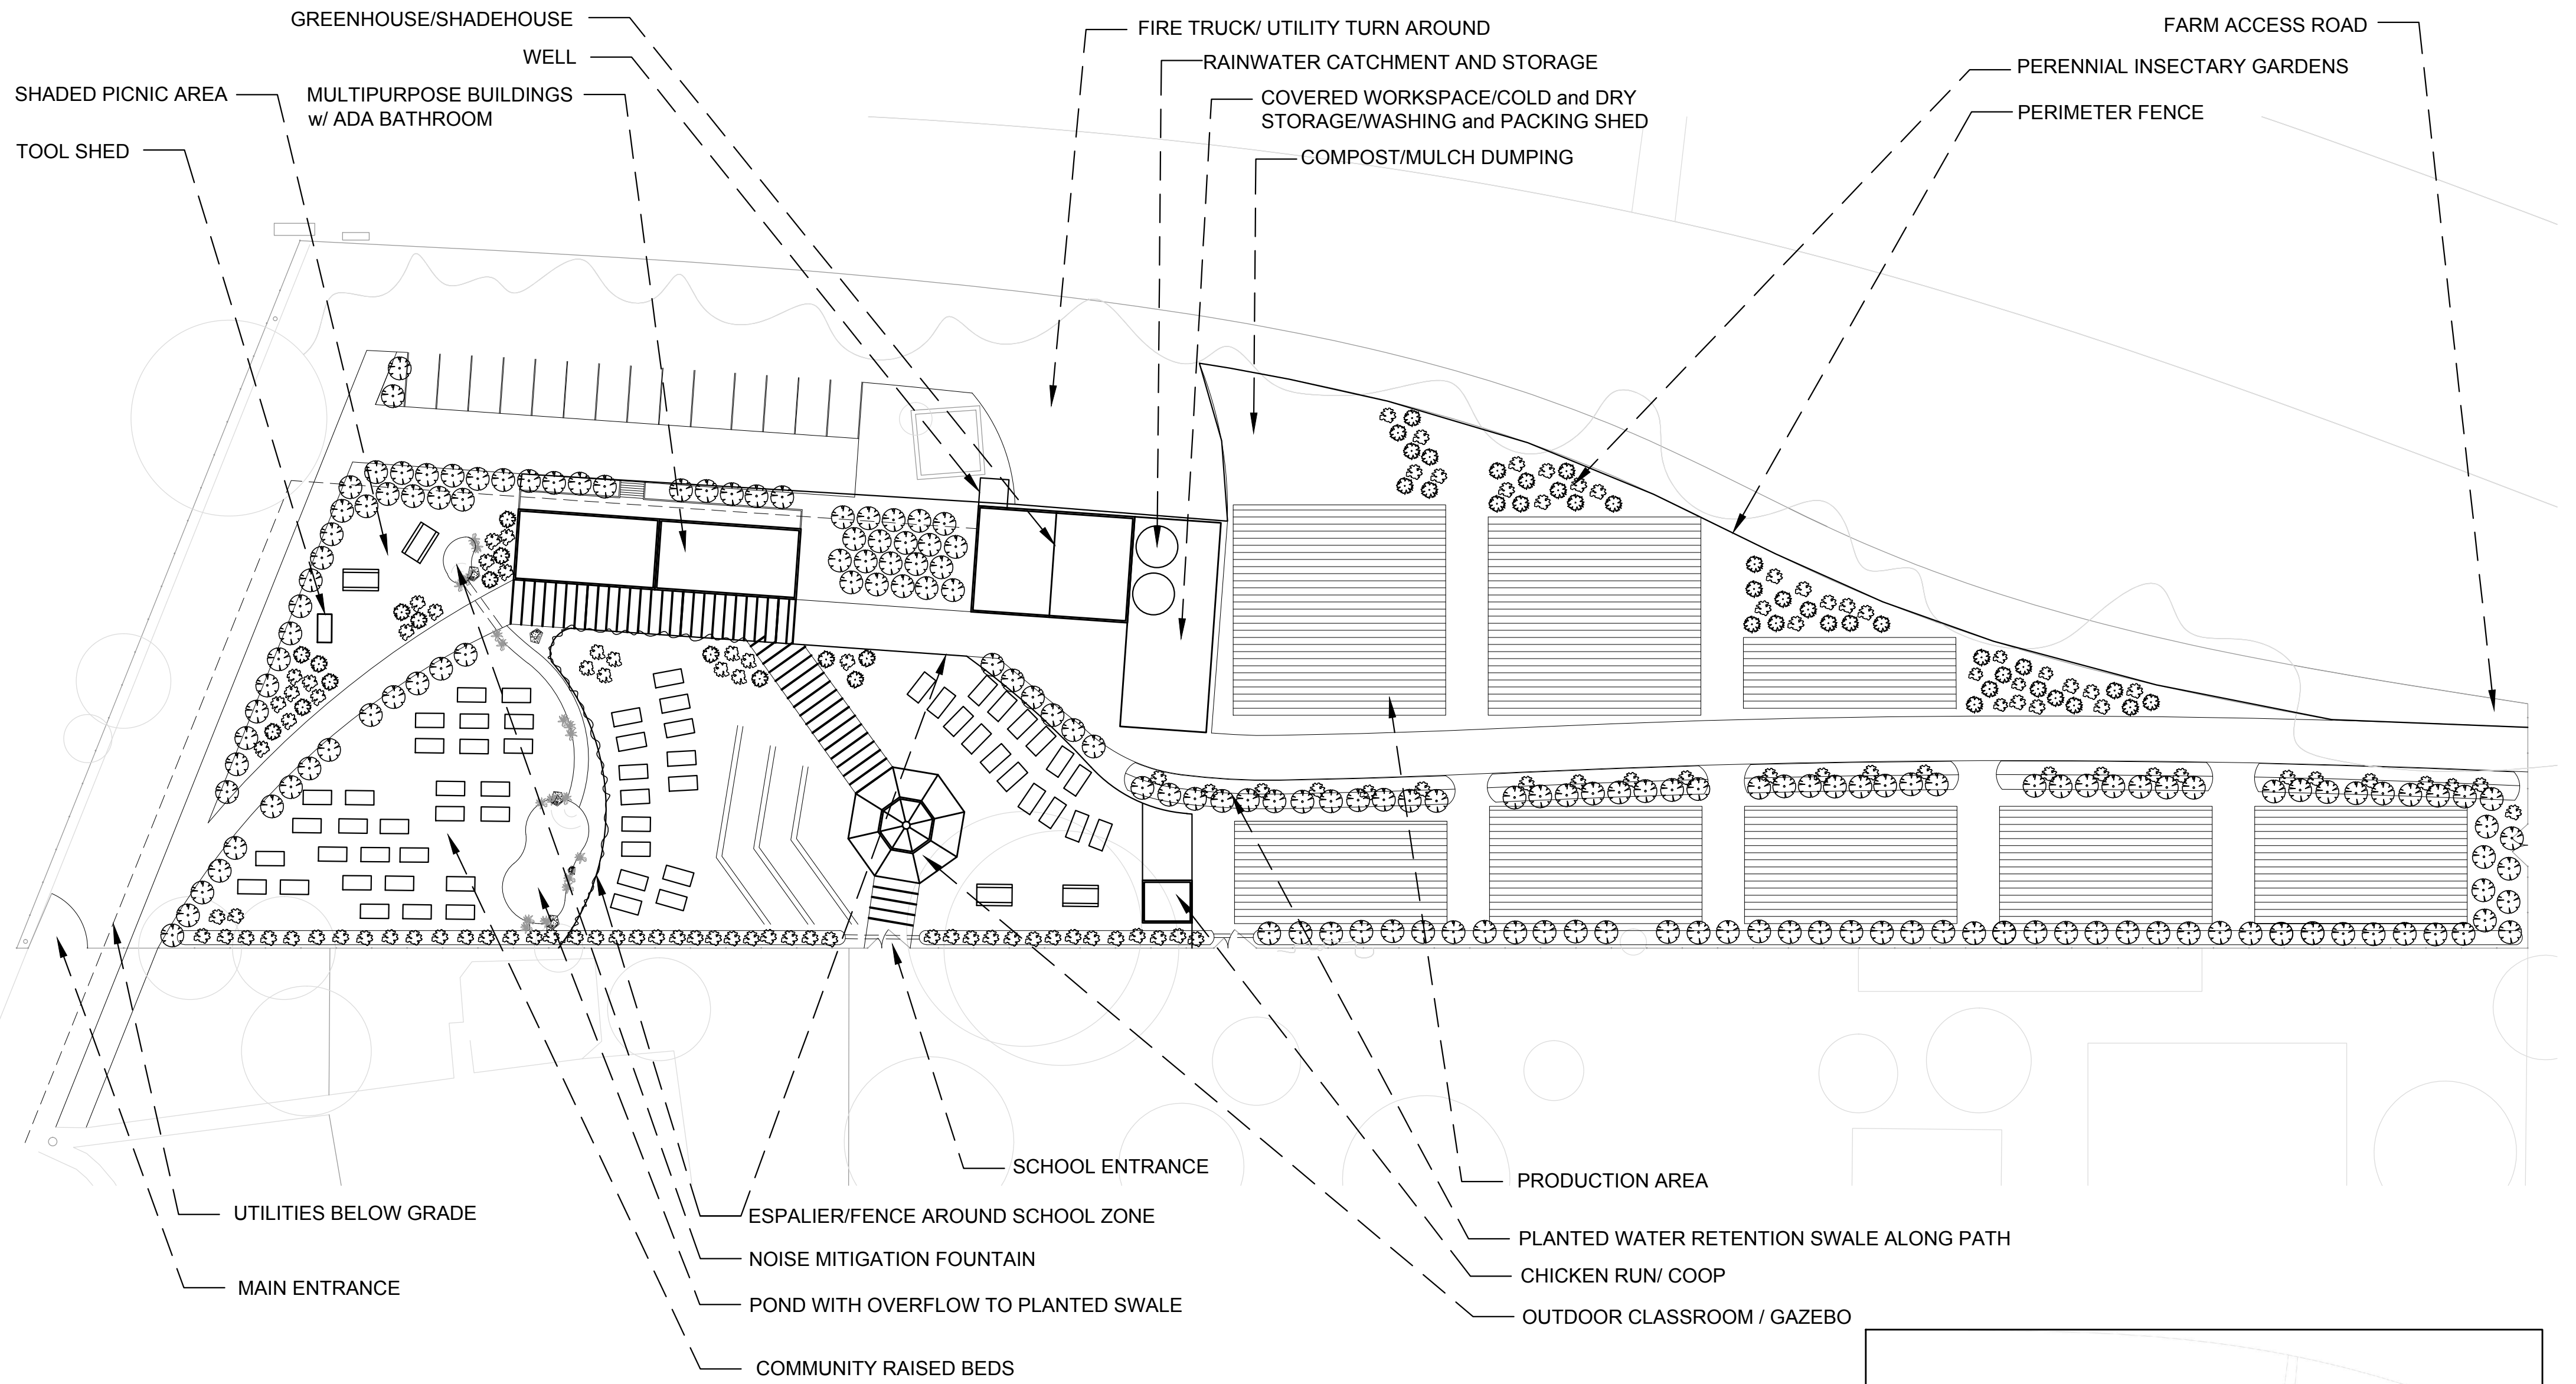 GREENHOUSE/SHADEHOUSE
WELL
SHADED PICNIC AREA
MULTIPURPOSE BUILDINGS
w/ ADA BATHROOM
TOOL SHED
FIRE TRUCK/ UTILITY TURN AROUND
RAINWATER CATCHMENT AND STORAGE
COVERED WORKSPACE/COLD and DRY
STORAGE/WASHING and PACKING SHED
COMPOST/MULCH DUMPING
FARM ACCESS ROAD
PERENNIAL INSECTARY GARDENS
PERIMETER FENCE
UTILITIES BELOW GRADE
MAIN ENTRANCE
SCHOOL ENTRANCE
ESPALIER/FENCE AROUND SCHOOL ZONE
NOISE MITIGATION FOUNTAIN
POND WITH OVERFLOW TO PLANTED SWALE
COMMUNITY RAISED BEDS
PRODUCTION AREA
PLANTED WATER RETENTION SWALE ALONG PATH
CHICKEN RUN/ COOP
OUTDOOR CLASSROOM / GAZEBO